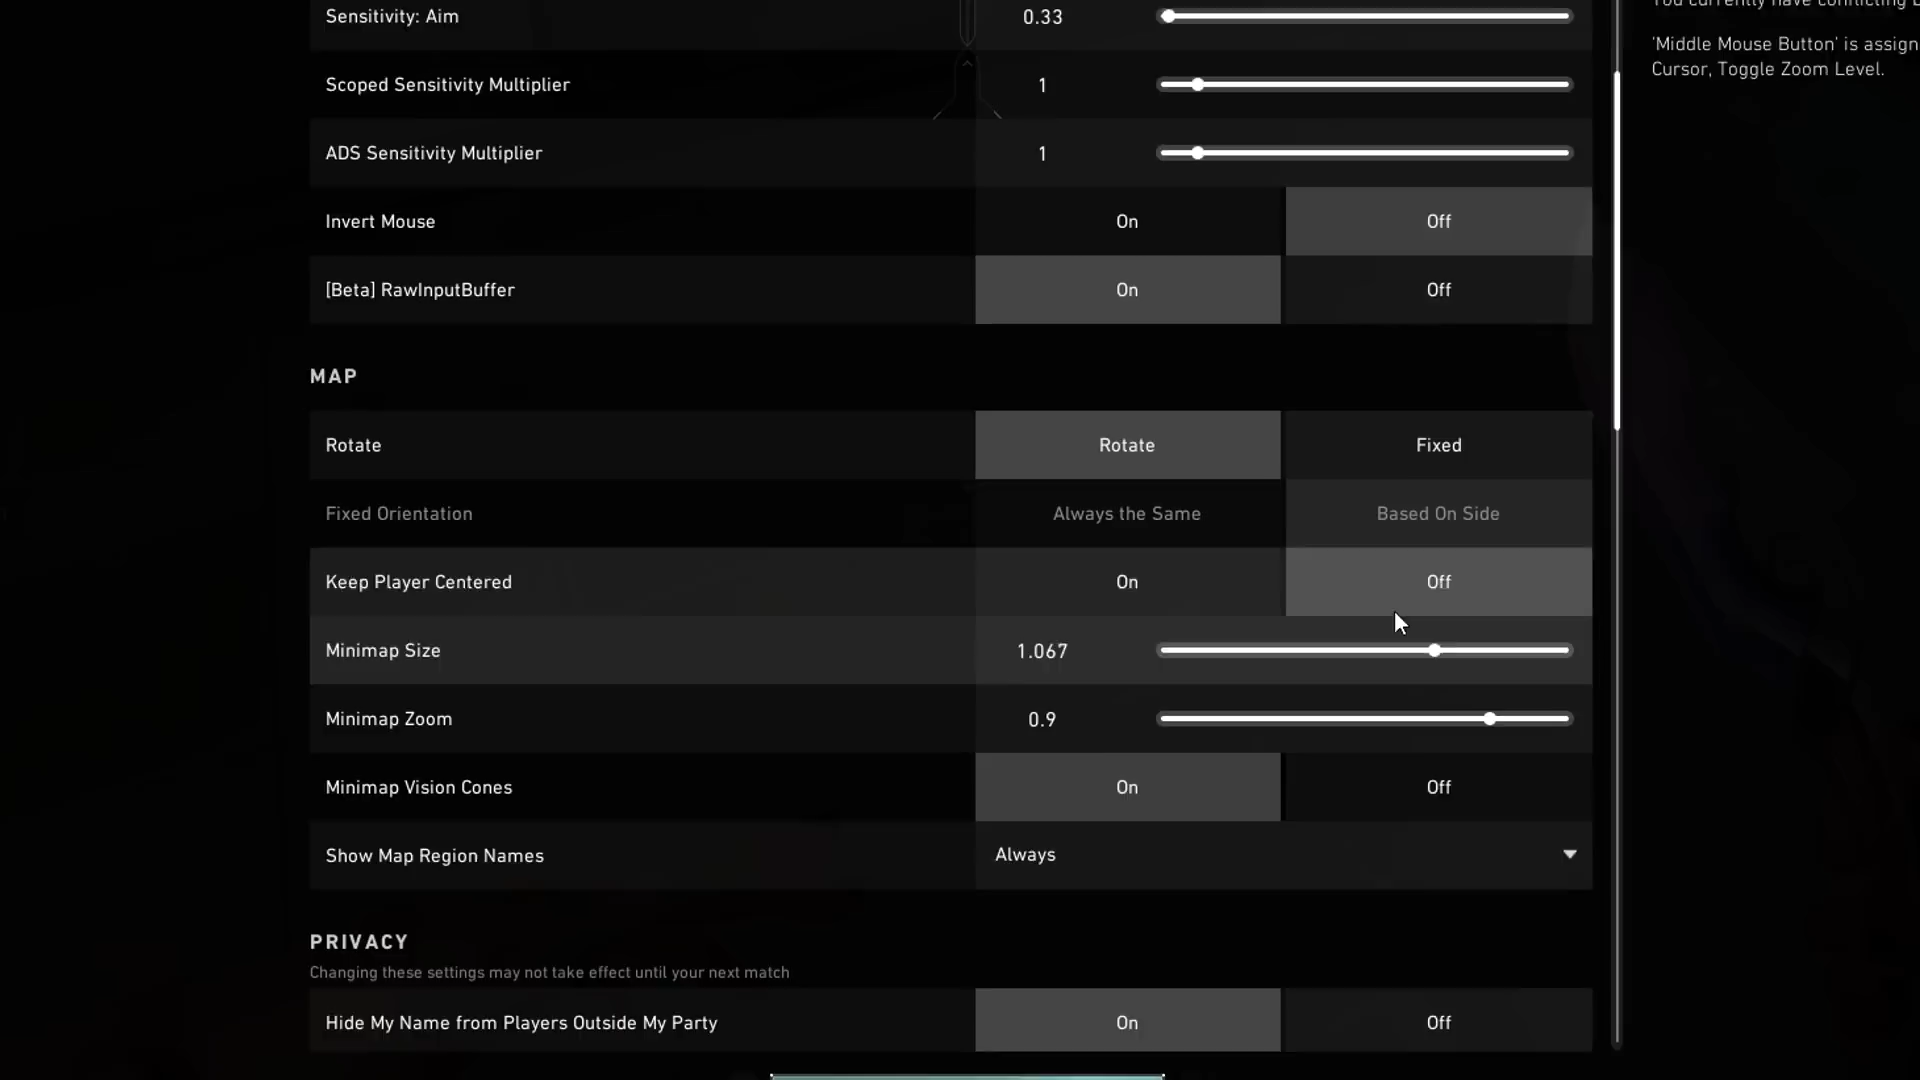 Sensitivity: Aim 0.33
Scoped Sensitivity Multiplier 1
ADS Sensitivity Multiplier 1
Invert Mouse On Off
[Beta] RawInputBuffer On Off
MAP
Rotate Rotate Fixed
Fixed Orientation Always the Same Based On Side
Keep Player Centered On Off
Minimap Size 1.067
Minimap Zoom 0.9
Minimap Vision Cones On Off
Show Map Region Names Always
PRIVACY
Changing these settings may not take effect until your next match
Hide My Name from Players Outside My Party On Off
You currently have conflicting
'Middle Mouse Button' is assign
Cursor, Toggle Zoom Level.